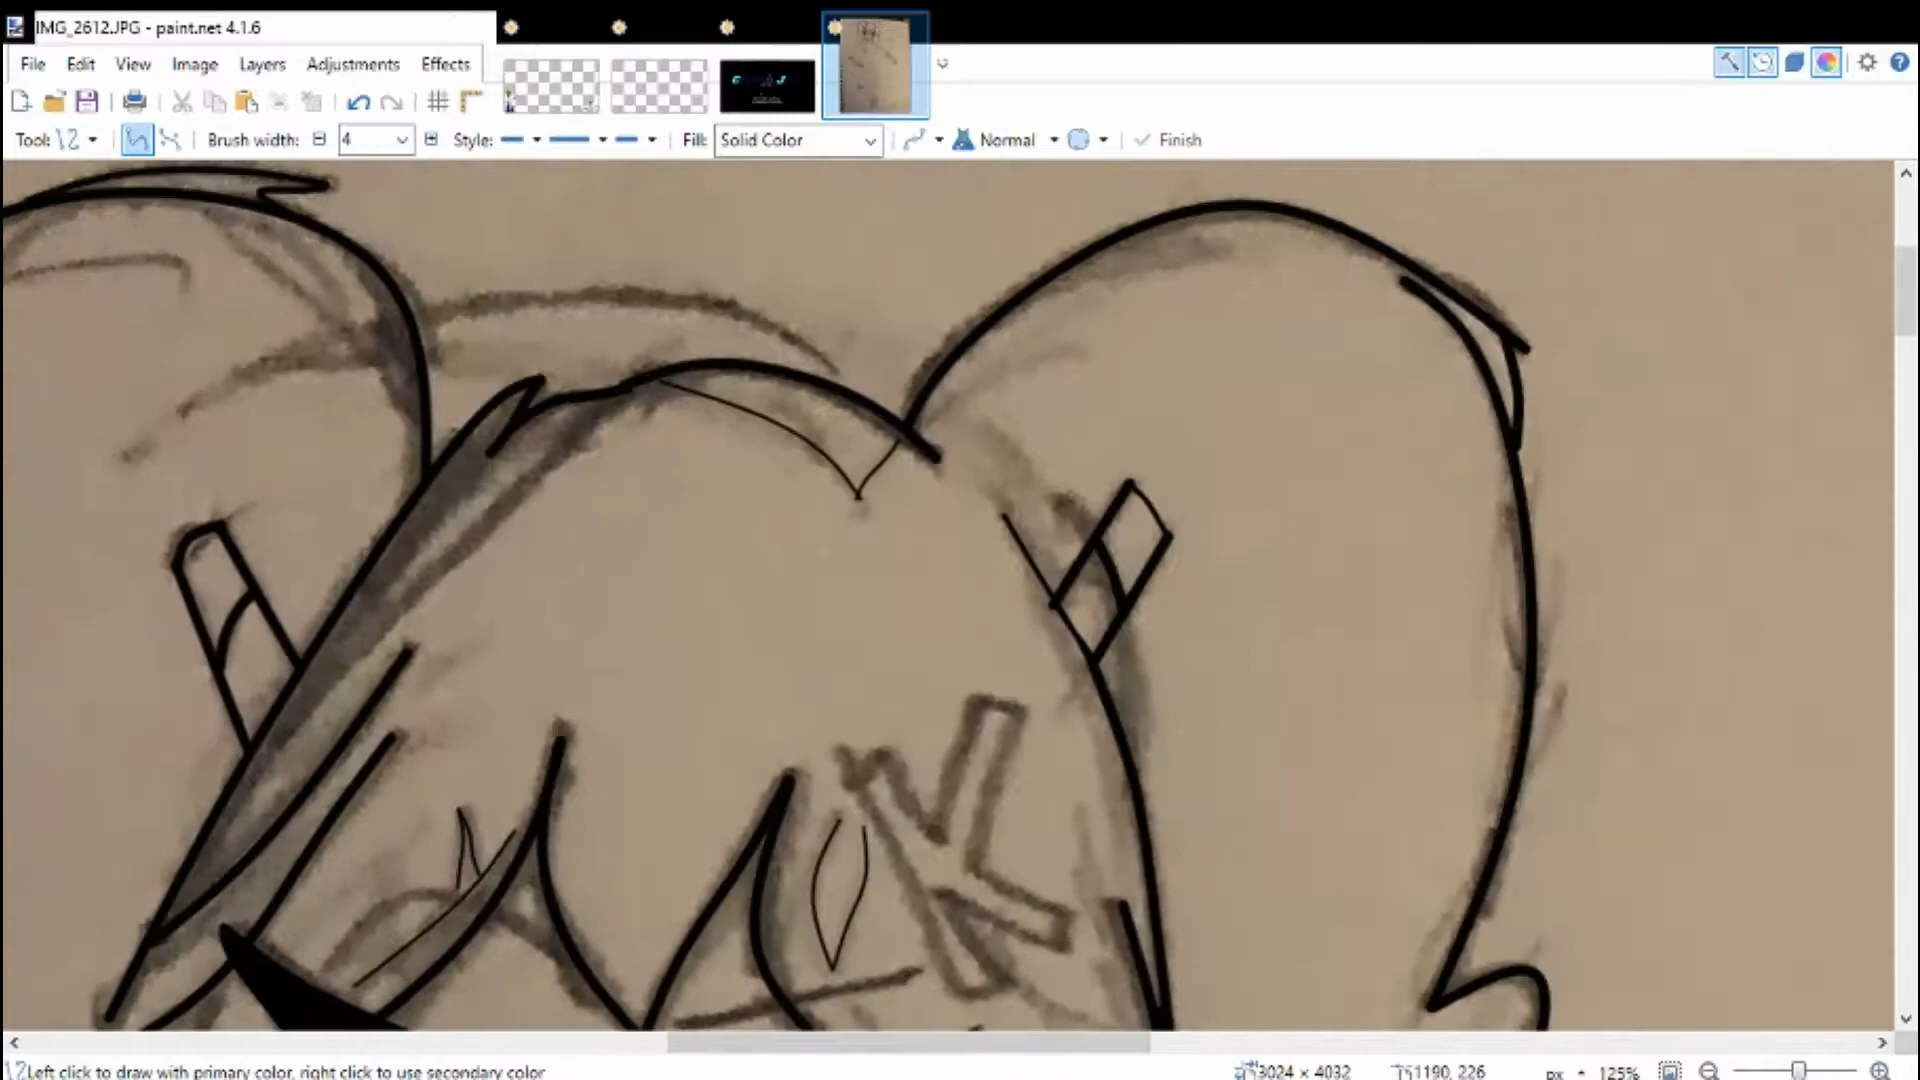 IMG_2612.JPG - paint.net 4.1.6
File Edit View Image Layers Adjustments Effects
Tool: Brush width: 4 Style: Fill: Solid Color Normal Finish
Left click to draw with primary color, right click to use secondary color 3024 × 4032 1190, 226 px 125%